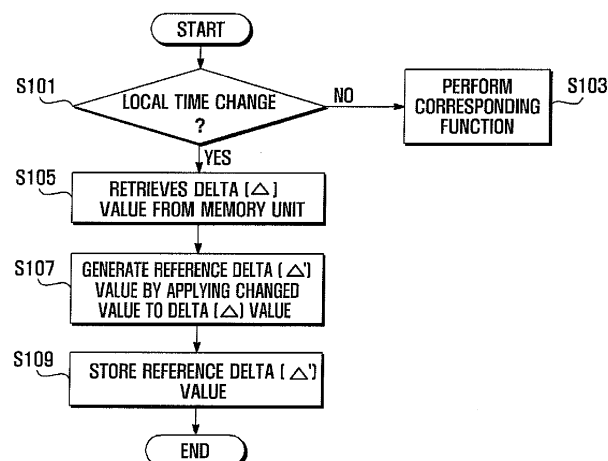 START
S101
LOCAL TIME CHANGE
?
NO
PERFORM
CORRESPONDING
FUNCTION
S103
YES
S105
RETRIEVES DELTA (△)
VALUE FROM MEMORY UNIT
S107
GENERATE REFERENCE DELTA (△')
VALUE BY APPLYING CHANGED
VALUE TO DELTA (△) VALUE
S109
STORE REFERENCE DELTA (△')
VALUE
END